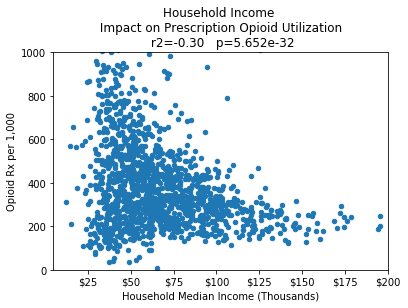 Household Income
Impact on Prescription Opioid Utilization
r2=-0.30 p=5.652e-32
1000
800
600
400
200
0
Opioid Rx per 1,000
$25 $50 $75 $100 $125 $150 $175 $200
Household Median Income (Thousands)